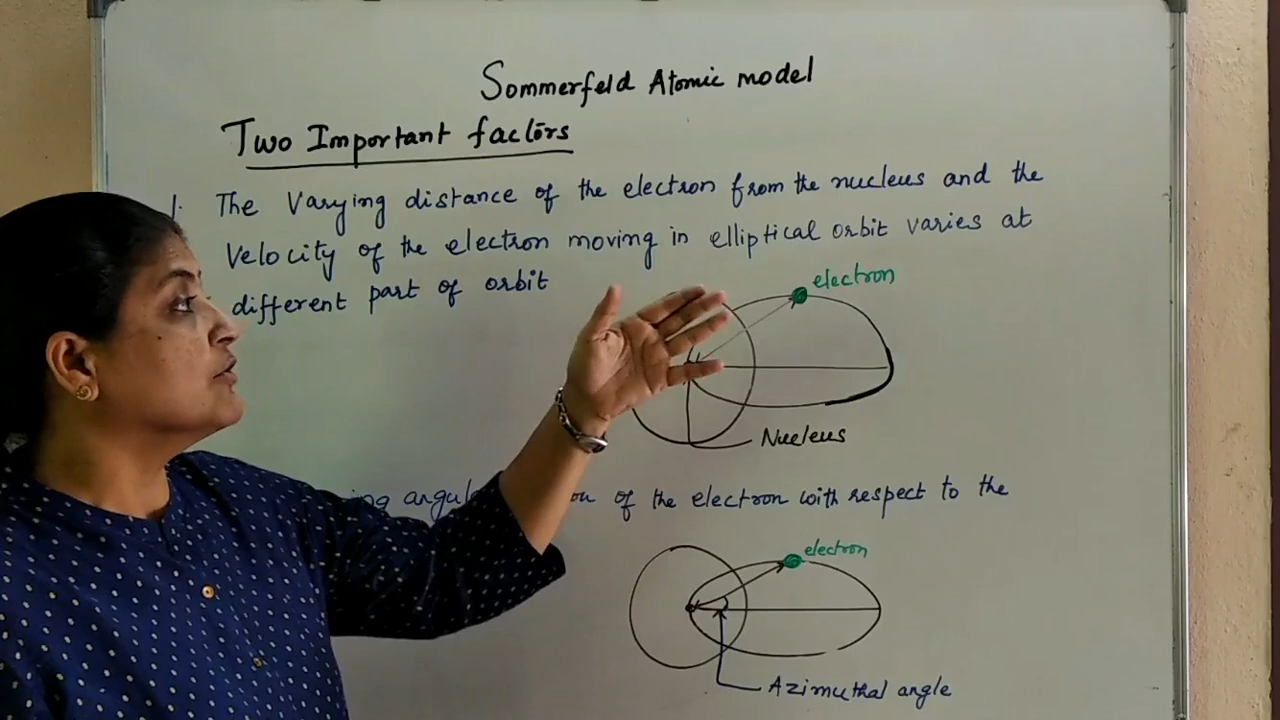 Sommerfeld Atomic model
Two Important factors
1. The Varying distance of the electron from the nucleus and the
Velocity of the electron moving in elliptical orbit varies at
different part of orbit
electron
Nucleus
of the electron with respect to the
electron
Azimuthal angle